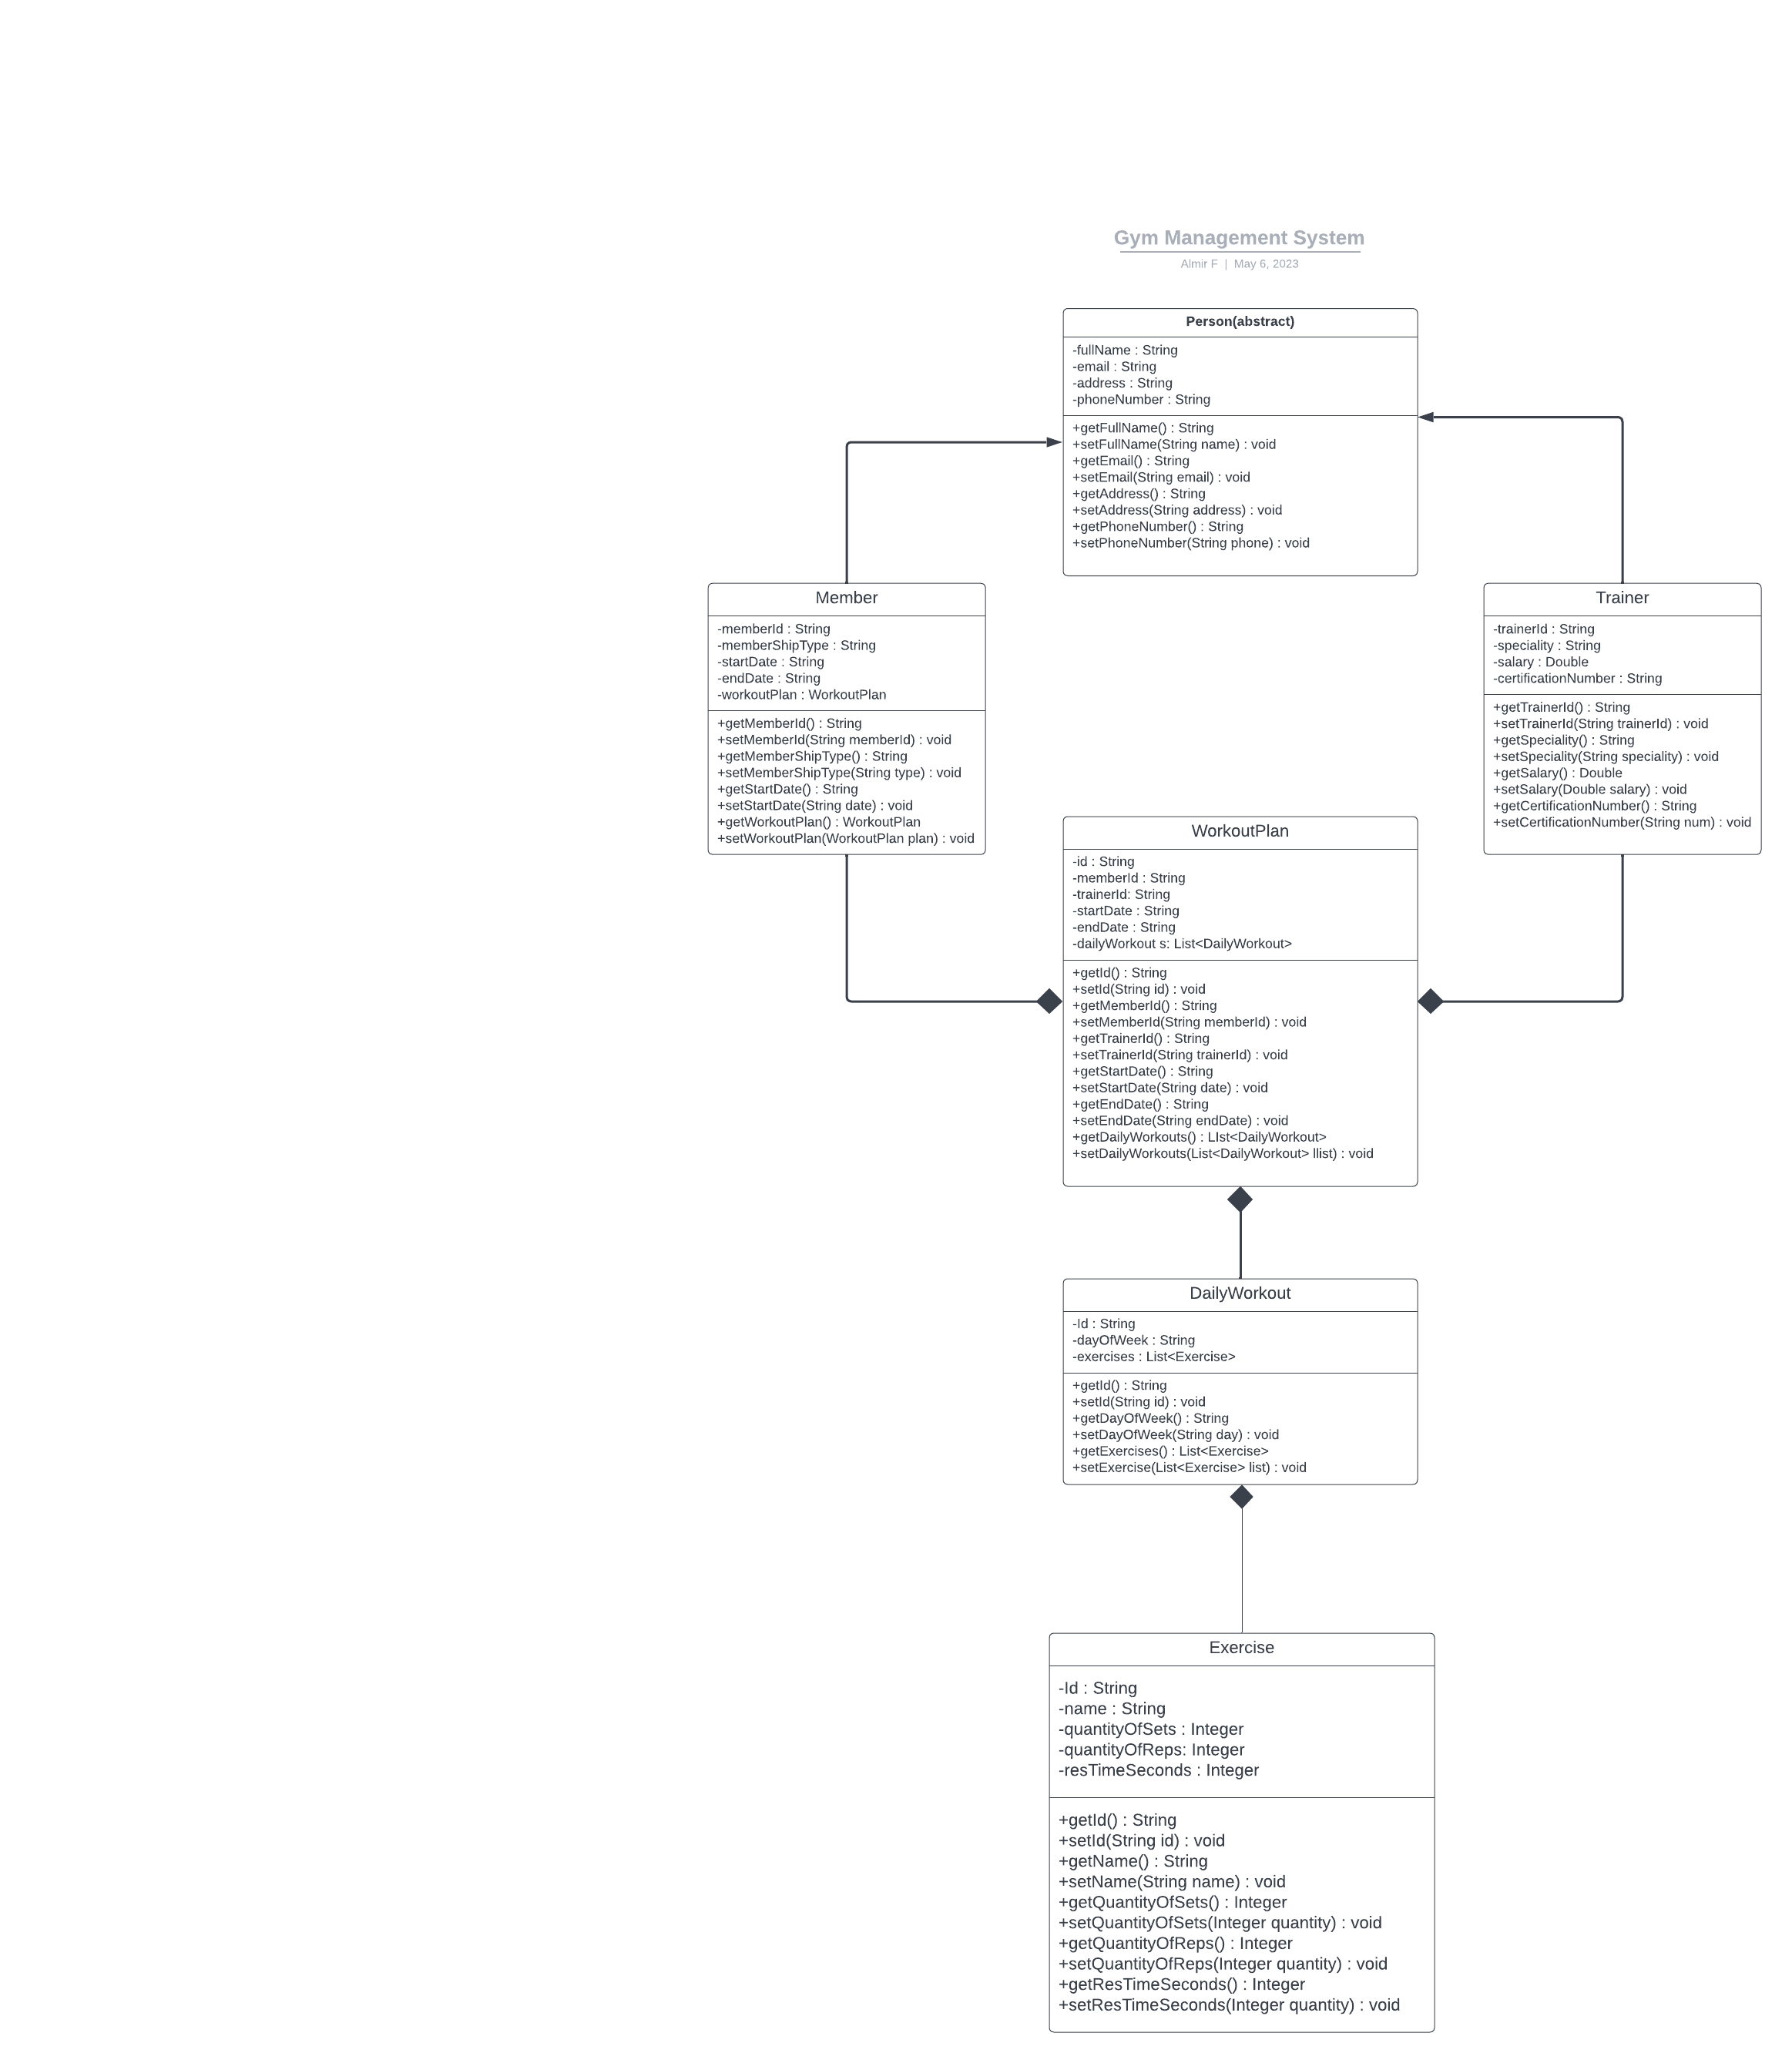 Gym Management System
Almir F | May 6, 2023
Person(abstract)
-fullName : String
-email : String
-address : String
-phoneNumber : String
+getFullName() : String
+setFullName(String name) : void
+getEmail() : String
+setEmail(String email) : void
+getAddress() : String
+setAddress(String address) : void
+getPhoneNumber() : String
+setPhoneNumber(String phone) : void
Member
-memberId : String
-memberShipType : String
-startDate : String
-endDate : String
-workoutPlan : WorkoutPlan
+getMemberId() : String
+setMemberId(String memberId) : void
+getMemberShipType() : String
+setMemberShipType(String type) : void
+getStartDate() : String
+setStartDate(String date) : void
+getWorkoutPlan() : WorkoutPlan
+setWorkoutPlan(WorkoutPlan plan) : void
Trainer
-trainerId : String
-speciality : String
-salary : Double
-certificationNumber : String
+getTrainerId() : String
+setTrainerId(String trainerId) : void
+getSpeciality() : String
+setSpeciality(String speciality) : void
+getSalary() : Double
+setSalary(Double salary) : void
+getCertificationNumber() : String
+setCertificationNumber(String num) : void
WorkoutPlan
-id : String
-memberId : String
-trainerId: String
-startDate : String
-endDate : String
-dailyWorkout s: List<DailyWorkout>
+getId() : String
+setId(String id) : void
+getMemberId() : String
+setMemberId(String memberId) : void
+getTrainerId() : String
+setTrainerId(String trainerId) : void
+getStartDate() : String
+setStartDate(String date) : void
+getEndDate() : String
+setEndDate(String endDate) : void
+getDailyWorkouts() : LIst<DailyWorkout>
+setDailyWorkouts(List<DailyWorkout> llist) : void
DailyWorkout
-Id : String
-dayOfWeek : String
-exercises : List<Exercise>
+getId() : String
+setId(String id) : void
+getDayOfWeek() : String
+setDayOfWeek(String day) : void
+getExercises() : List<Exercise>
+setExercise(List<Exercise> list) : void
Exercise
-Id : String
-name : String
-quantityOfSets : Integer
-quantityOfReps: Integer
-resTimeSeconds : Integer
+getId() : String
+setId(String id) : void
+getName() : String
+setName(String name) : void
+getQuantityOfSets() : Integer
+setQuantityOfSets(Integer quantity) : void
+getQuantityOfReps() : Integer
+setQuantityOfReps(Integer quantity) : void
+getResTimeSeconds() : Integer
+setResTimeSeconds(Integer quantity) : void